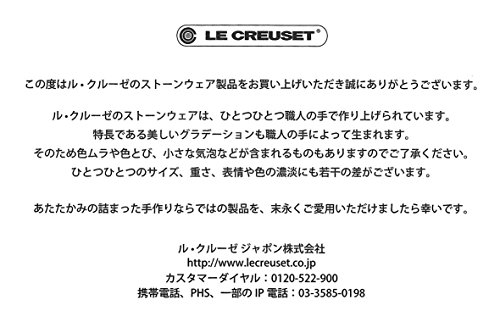 LE CREUSET
この度はル・クルーゼのストーンウェア製品をお買い上げいただき誠にありがとうございます。
ル・クルーゼのストーンウェアは、ひとつひとつ職人の手で作り上げられています。
特長である美しいグラデーションも職人の手によって生まれます。
そのため色ムラや色とび、小さな気泡などが含まれるものもありますのでご了承ください。
ひとつひとつのサイズ、重さ、表情や色の濃淡にも若干の差がございます。
あたたかみの詰まった手作りならではの製品を、末永くご愛用いただけましたら幸いです。
ル・クルーゼ ジャポン株式会社
http://www.lecreuset.co.jp
カスタマーダイヤル：0120-522-900
携帯電話、PHS、一部の IP 電話：03-3585-0198